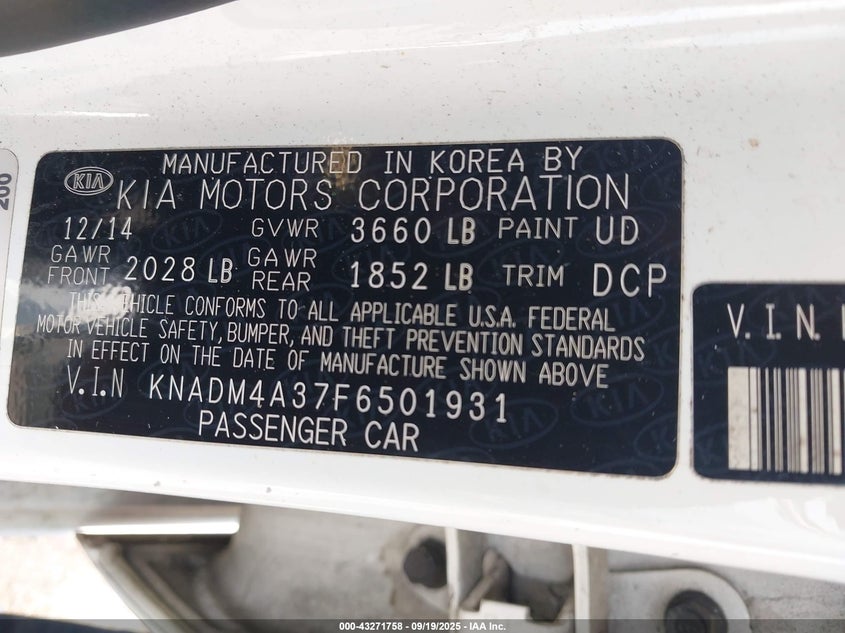 200
MANUFACTURED IN KOREA BY
KIA
KIA MOTORS CORPORATION
12/14 GVWR 3660 LB PAINT UD
GAWR FRONT 2028 LB GAWR REAR 1852 LB TRIM DCP
THIS VEHICLE CONFORMS TO ALL APPLICABLE U.S.A. FEDERAL
MOTOR VEHICLE SAFETY, BUMPER, AND THEFT PREVENTION STANDARDS
IN EFFECT ON THE DATE OF MANUFACTURE SHOWN ABOVE
V.I.N KNADM4A37F6501931
PASSENGER CAR
V.I.N.
000-43271758 - 09/19/2025 - IAA Inc.